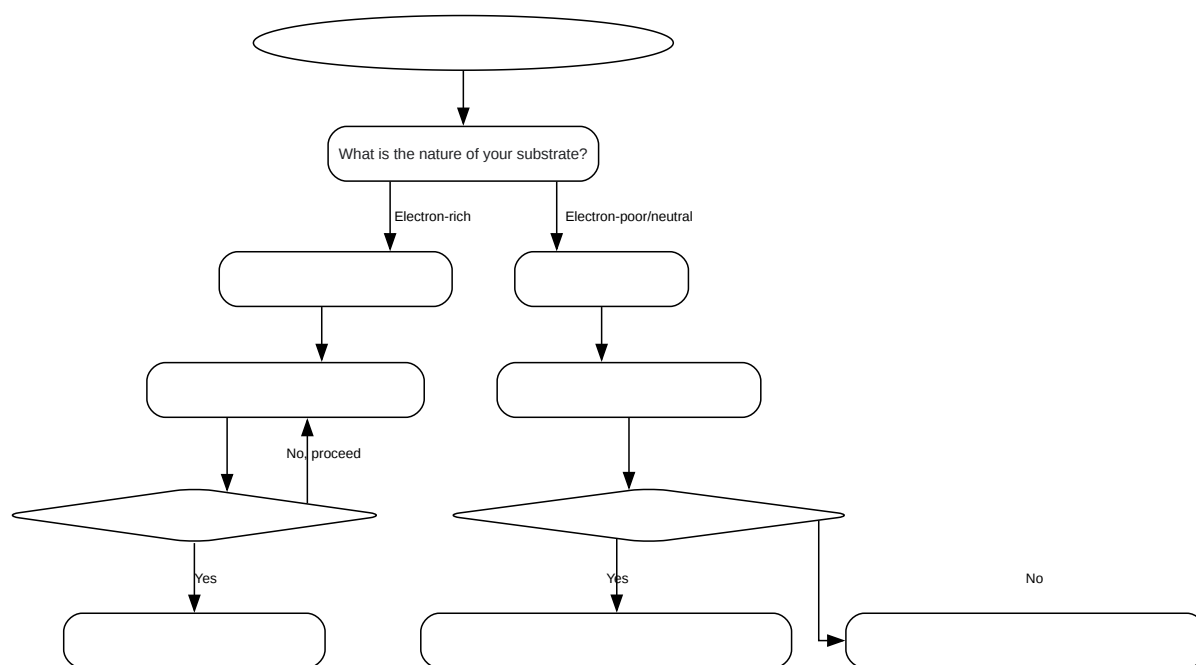 What is the nature of your substrate?
Electron-rich
Electron-poor/neutral
No, proceed
Yes
Yes
No